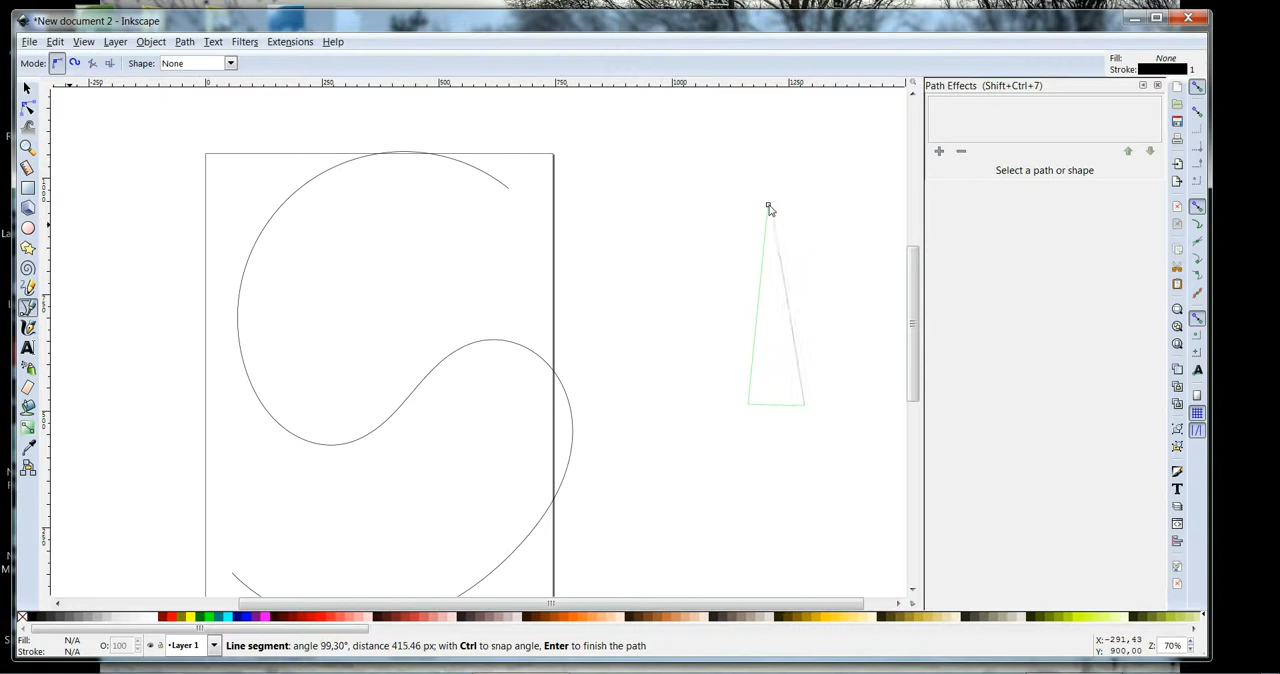 *New document 2 - Inkscape
File Edit View Layer Object Path Text Filters Extensions Help
Mode: Shape: None
Fill: None
Stroke: 1
-250 0 250 500 750 1000 1250
Path Effects (Shift+Ctrl+7)
Select a path or shape
Fill: N/A
Stroke: N/A
O: 100
•Layer 1
Line segment: angle 99,30°, distance 415.46 px; with Ctrl to snap angle, Enter to finish the path
X: -291,43
Y: 900,00
Z: 70%